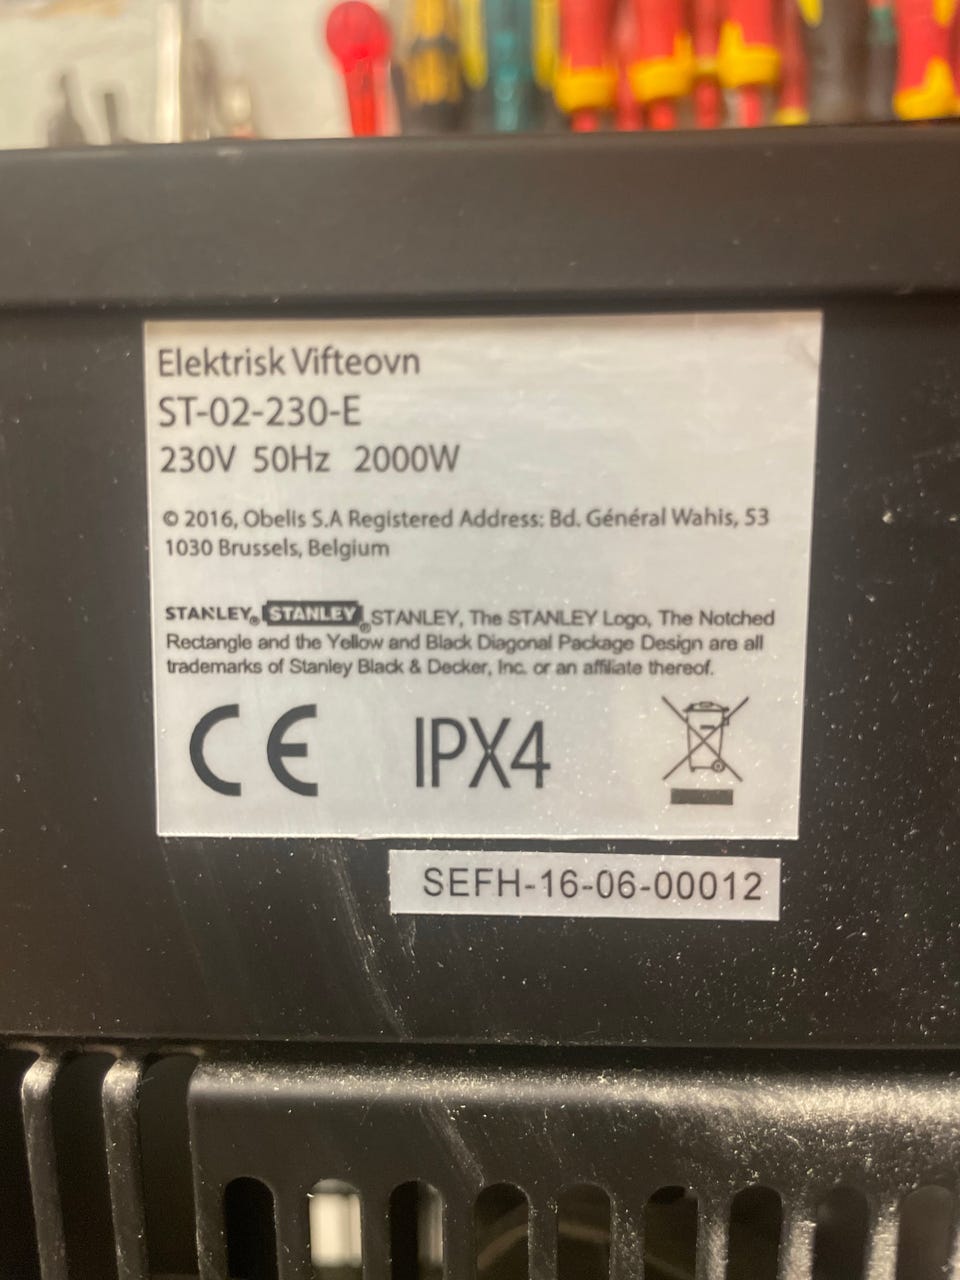 Elektrisk Vifteovn
ST-02-230-E
230V 50Hz 2000W
© 2016, Obelis S.A Registered Address: Bd. Général Wahis, 53
1030 Brussels, Belgium
STANLEY® STANLEY® STANLEY, The STANLEY Logo, The Notched
Rectangle and the Yellow and Black Diagonal Package Design are all
trademarks of Stanley Black & Decker, Inc. or an affiliate thereof.
CE IPX4
SEFH-16-06-00012